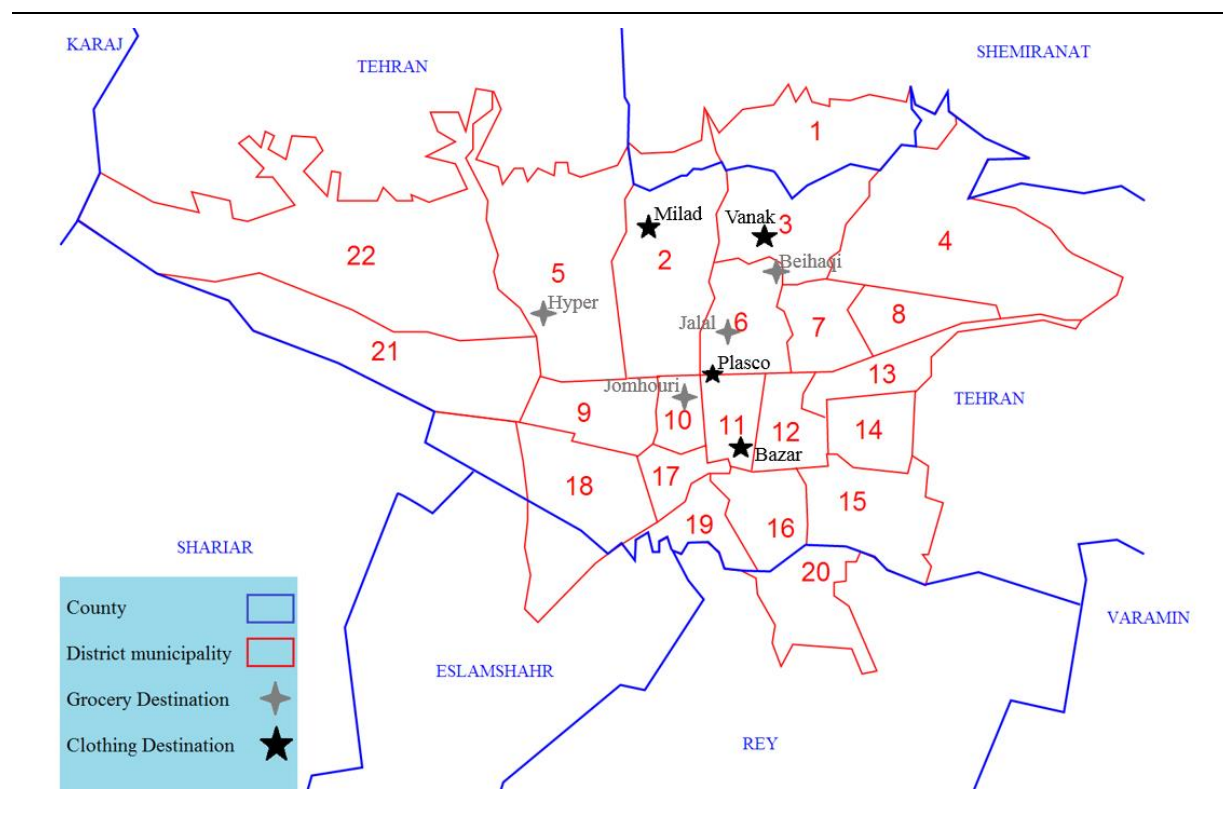 KARAJ
TEHRAN
SHEMIRANAT
1
Milad
Vanak
3
2
4
22
5
Beihaqi
Hyper
Jalal
6
7
8
21
Plasco
13
Jomhouri
9
10
11
12
14
TEHRAN
Bazar
17
18
15
19
16
SHARIAR
20
County
VARAMIN
District municipality
ESLAMSHAHR
Grocery Destination
Clothing Destination
REY